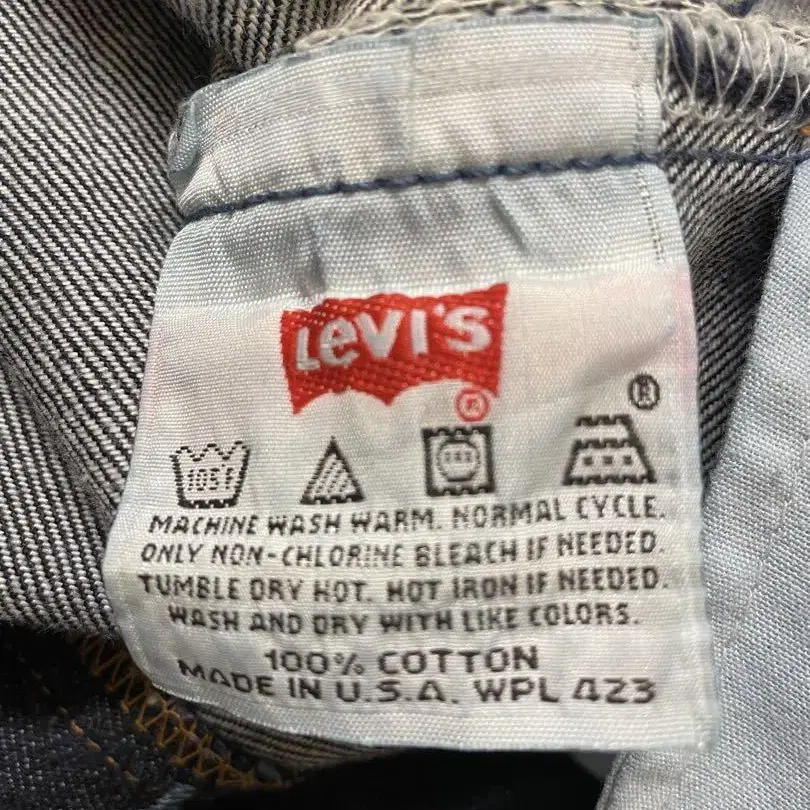 LEVI'S
®
®
105F
MACHINE WASH WARM. NORMAL CYCLE.
ONLY NON-CHLORINE BLEACH IF NEEDED.
TUMBLE DRY HOT. HOT IRON IF NEEDED.
WASH AND DRY WITH LIKE COLORS.
100% COTTON
MADE IN U.S.A. WPL 423